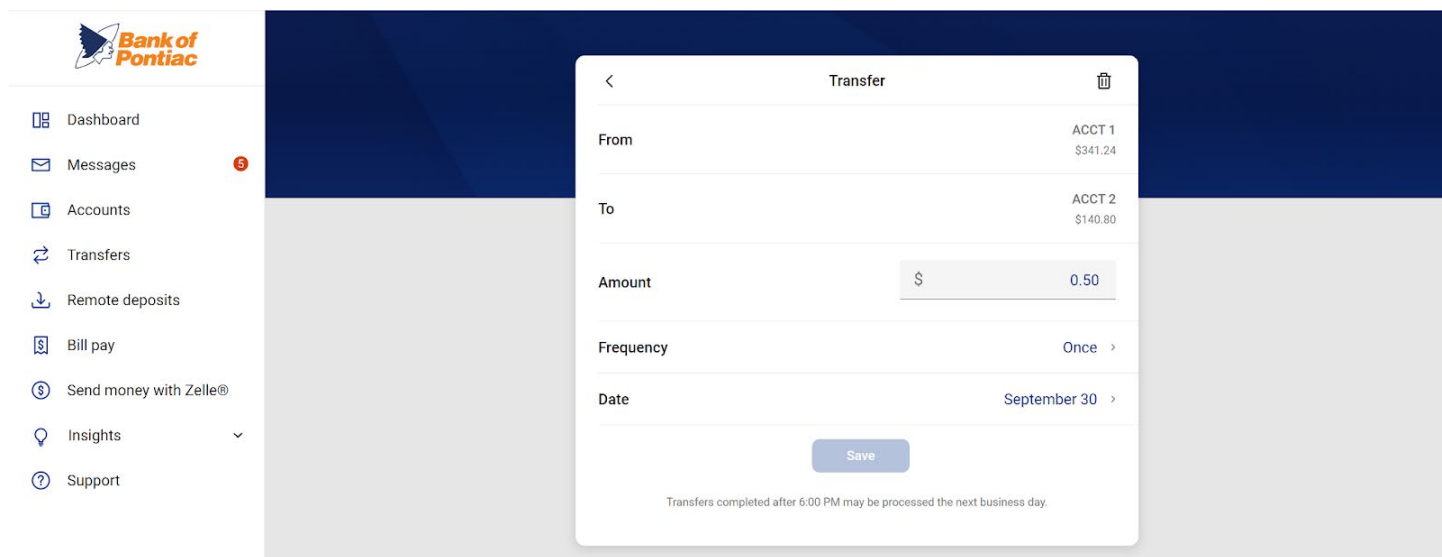 Bank of
Pontiac
Dashboard
Messages
5
Accounts
Transfers
Remote deposits
Bill pay
Send money with Zelle®
Insights
Support
Transfer
From
ACCT 1
$341.24
To
ACCT 2
$140.80
Amount
$ 0.50
Frequency
Once
Date
September 30
Save
Transfers completed after 6:00 PM may be processed the next business day.